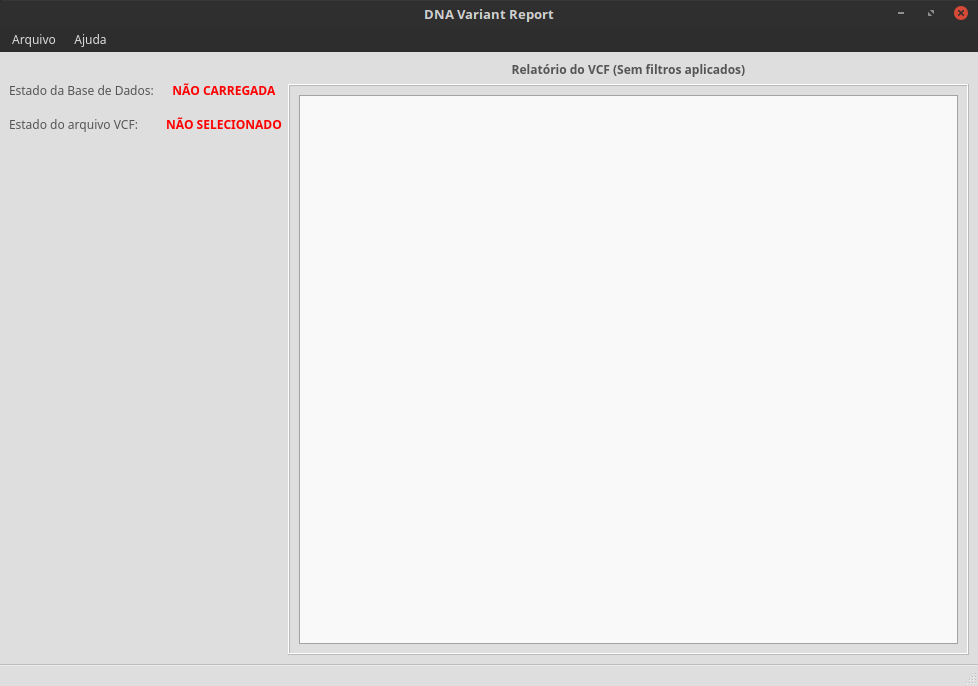 DNA Variant Report
Arquivo Ajuda
Relatório do VCF (Sem filtros aplicados)
Estado da Base de Dados: NÃO CARREGADA
Estado do arquivo VCF: NÃO SELECIONADO